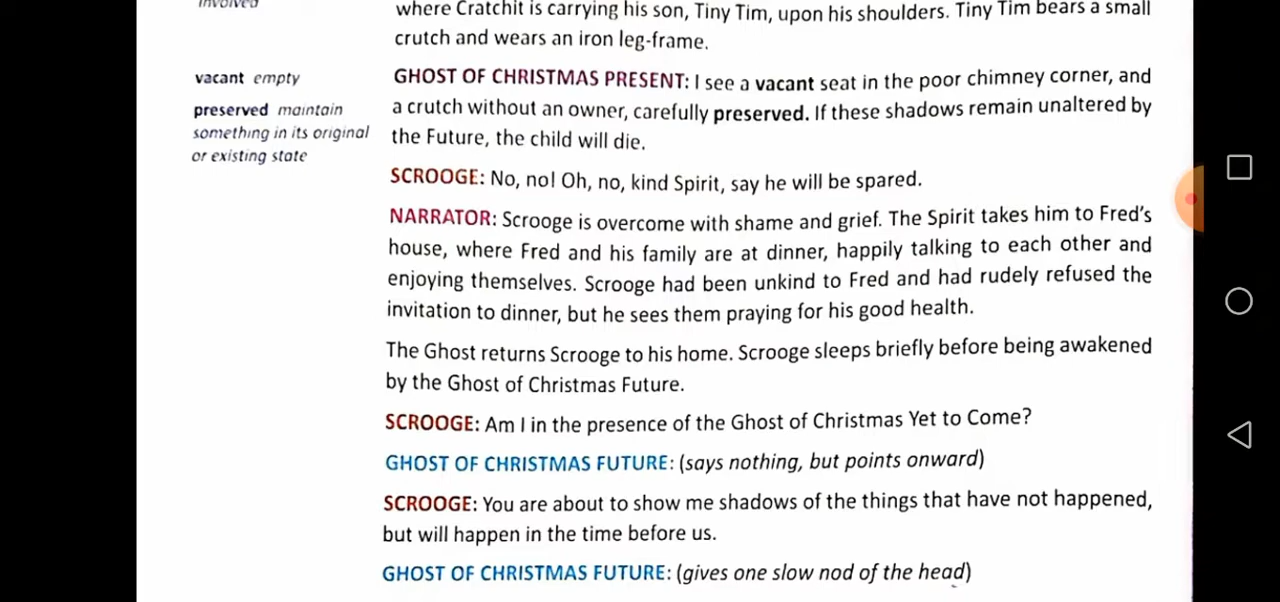 involved
where Cratchit is carrying his son, Tiny Tim, upon his shoulders. Tiny Tim bears a small
crutch and wears an iron leg-frame.
vacant empty
preserved maintain
something in its original
or existing state
GHOST OF CHRISTMAS PRESENT: I see a vacant seat in the poor chimney corner, and
a crutch without an owner, carefully preserved. If these shadows remain unaltered by
the Future, the child will die.
SCROOGE: No, no! Oh, no, kind Spirit, say he will be spared.
NARRATOR: Scrooge is overcome with shame and grief. The Spirit takes him to Fred's
house, where Fred and his family are at dinner, happily talking to each other and
enjoying themselves. Scrooge had been unkind to Fred and had rudely refused the
invitation to dinner, but he sees them praying for his good health.
The Ghost returns Scrooge to his home. Scrooge sleeps briefly before being awakened
by the Ghost of Christmas Future.
SCROOGE: Am I in the presence of the Ghost of Christmas Yet to Come?
GHOST OF CHRISTMAS FUTURE: (says nothing, but points onward)
SCROOGE: You are about to show me shadows of the things that have not happened,
but will happen in the time before us.
GHOST OF CHRISTMAS FUTURE: (gives one slow nod of the head)